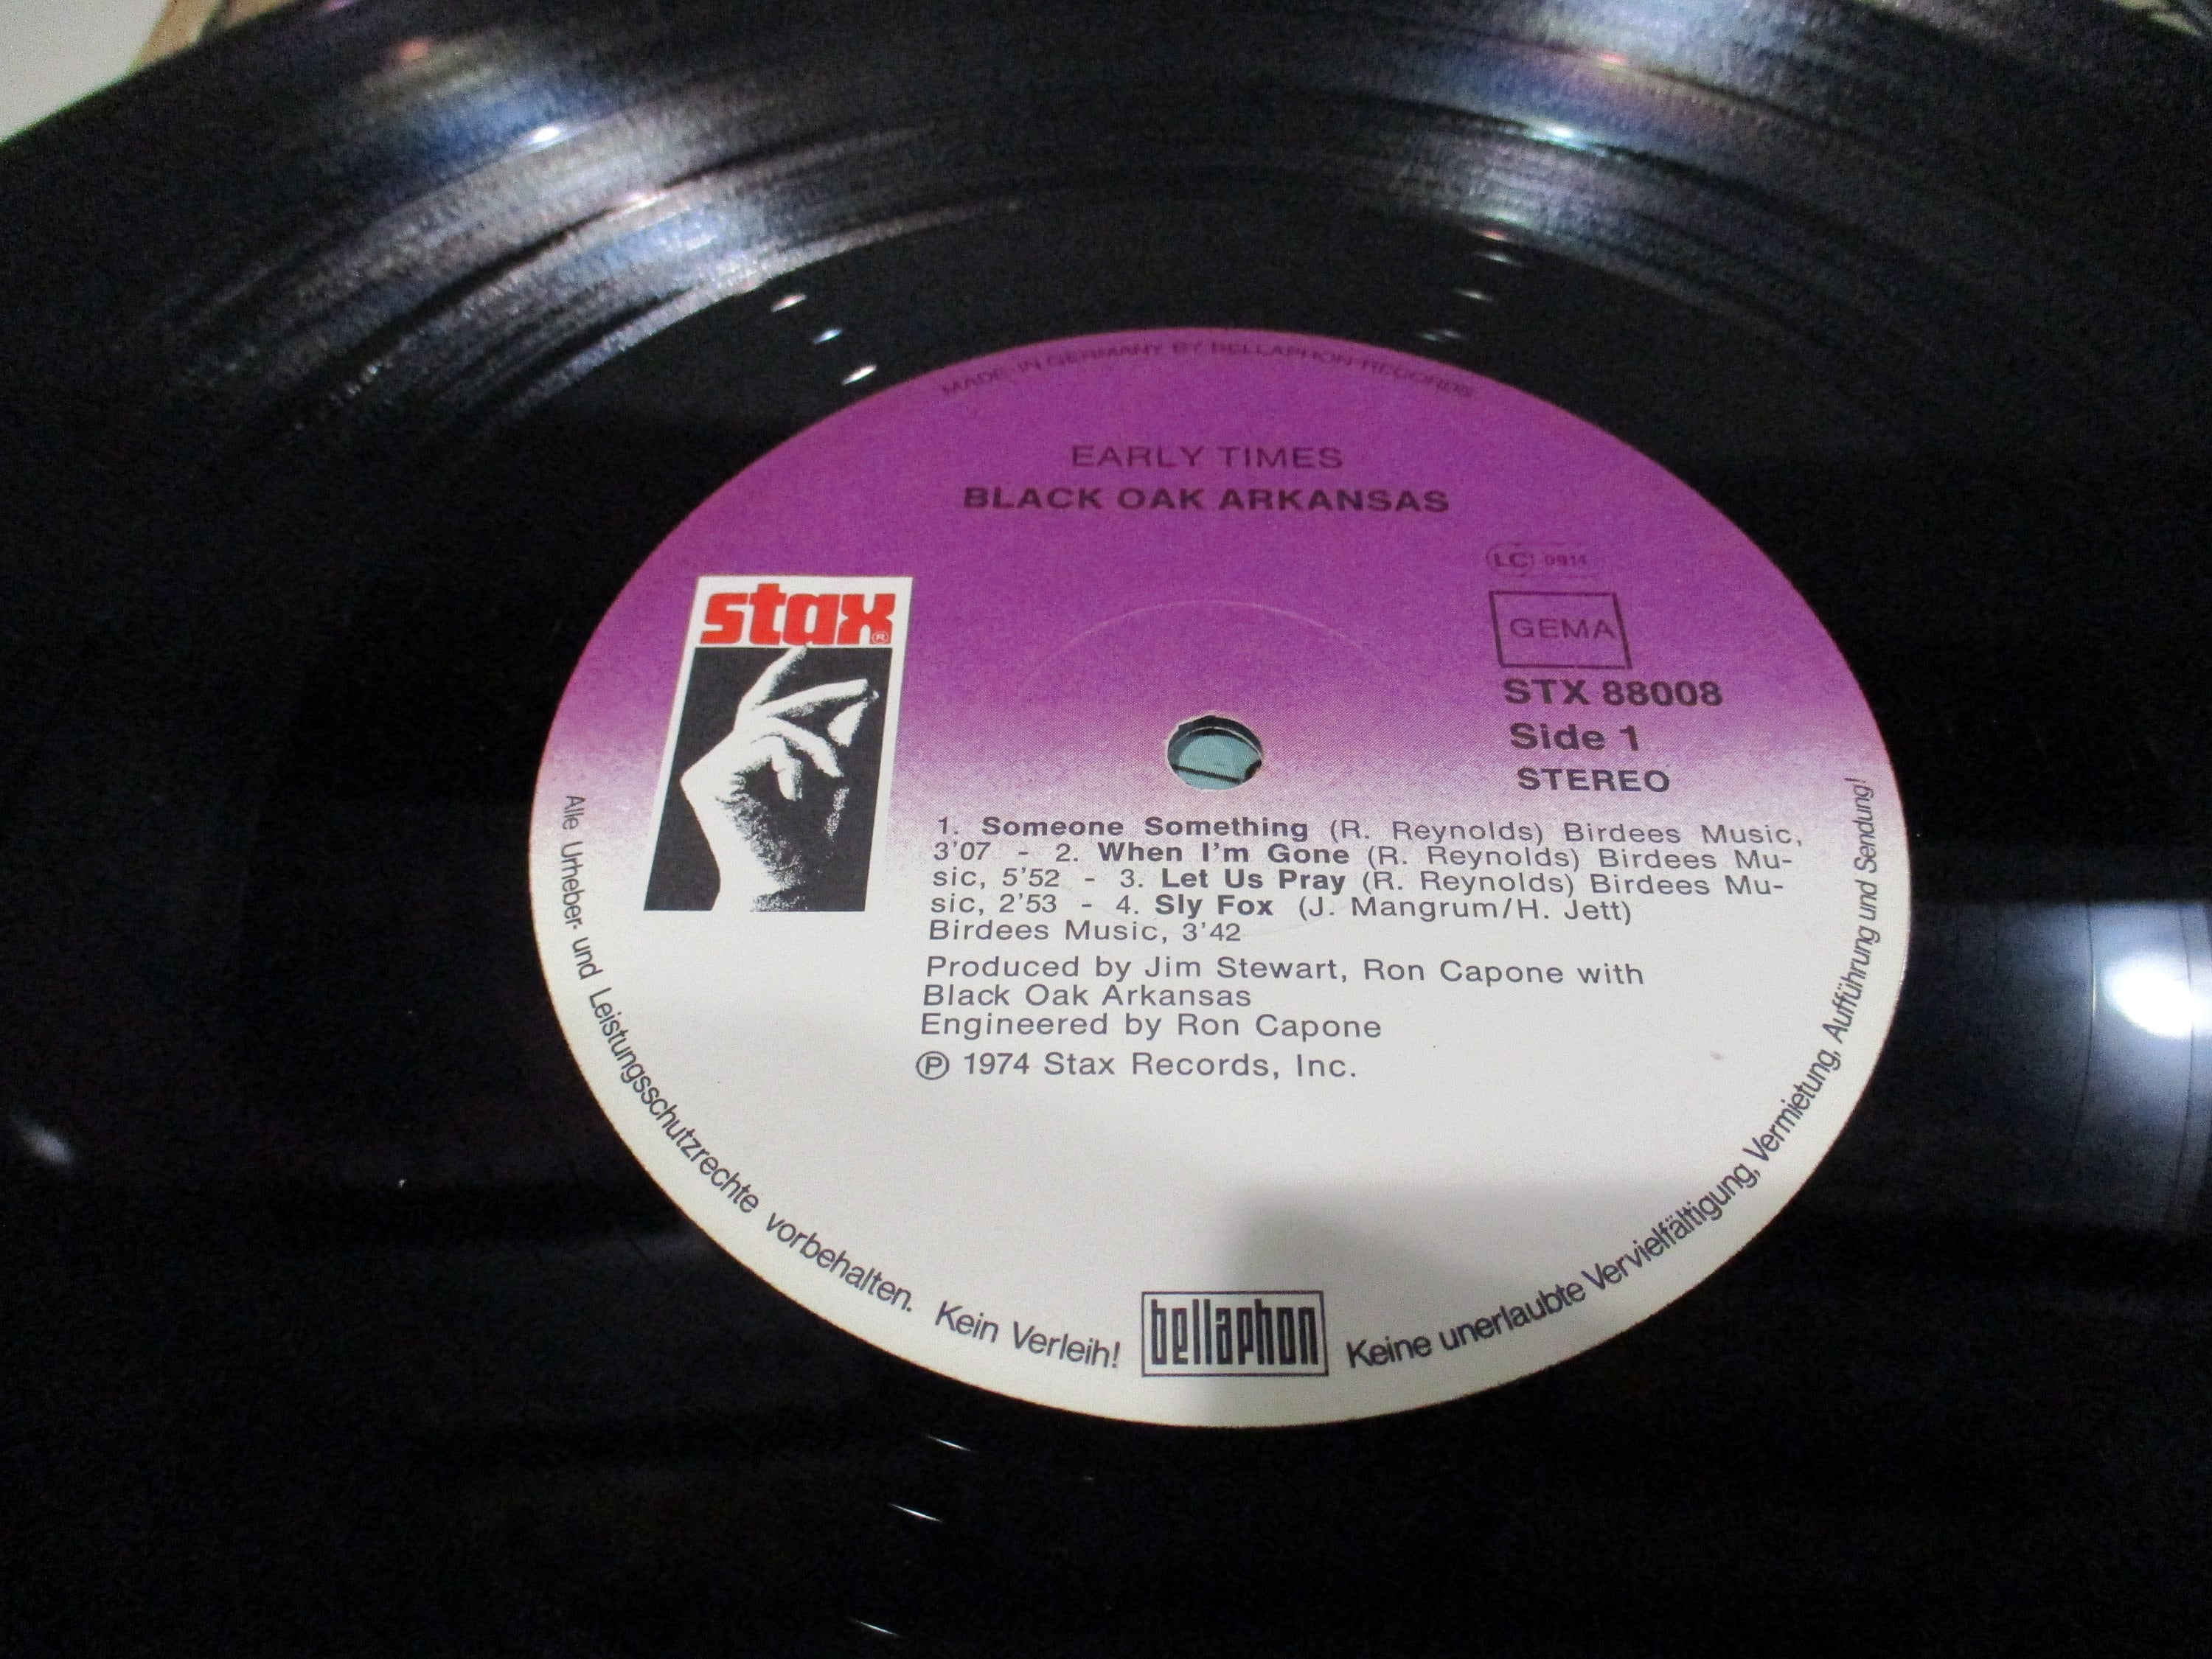 MADE IN GERMANY BY BELLAPHON RECORDS
EARLY TIMES
BLACK OAK ARKANSAS
LC 0914
GEMA
stax®
STX 88008
Side 1
STEREO
1. Someone Something (R. Reynolds) Birdees Music,
3'07 - 2. When I'm Gone (R. Reynolds) Birdees Mu-
sic, 5'52 - 3. Let Us Pray (R. Reynolds) Birdees Mu-
sic, 2'53 - 4. Sly Fox (J. Mangrum/H. Jett)
Birdees Music, 3'42
Produced by Jim Stewart, Ron Capone with
Black Oak Arkansas
Engineered by Ron Capone
℗ 1974 Stax Records, Inc.
Alle Urheber- und Leistungsschutzrechte vorbehalten. Kein Verleih!
bellaphon
Keine unerlaubte Vervielfältigung, Vermietung, Aufführung und Sendung!